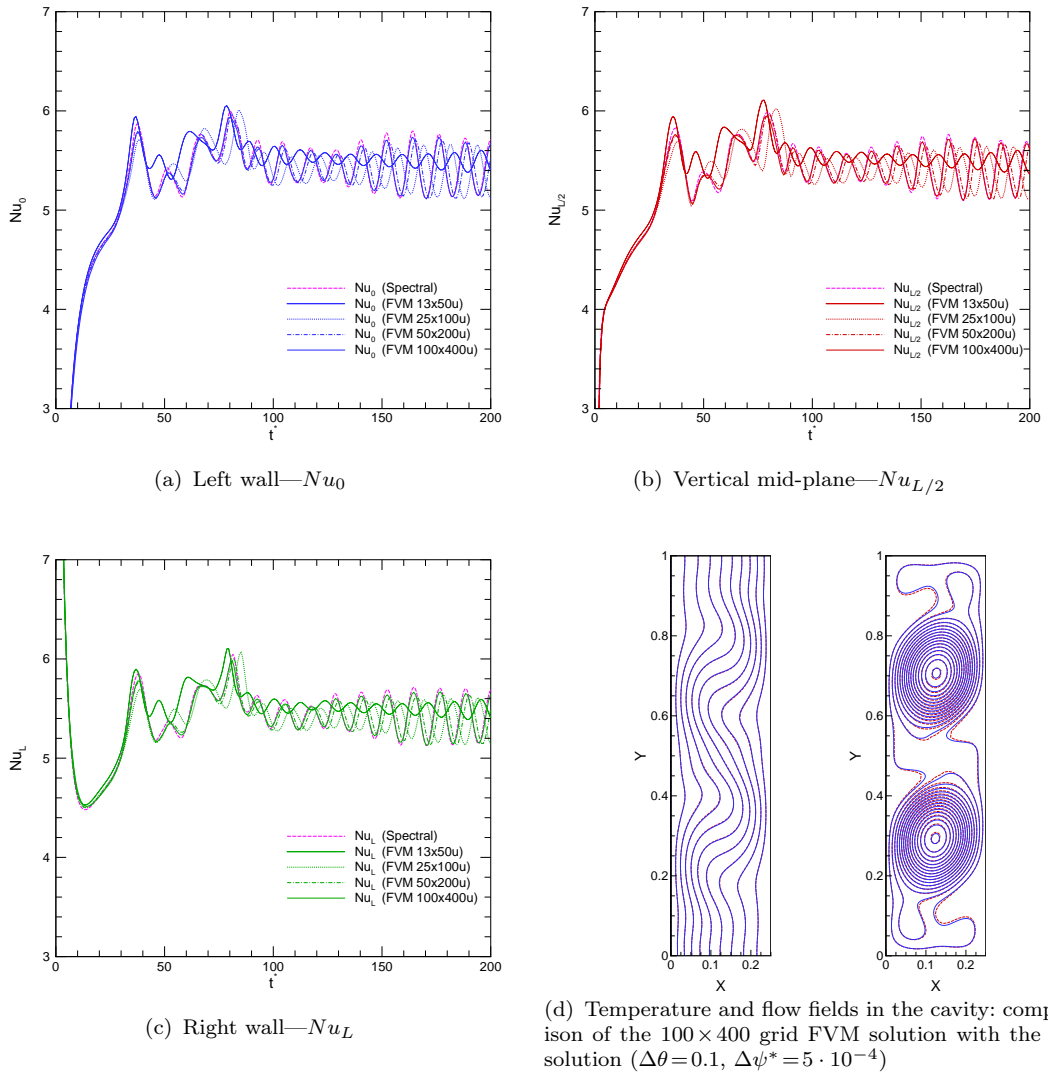 7
6
5
4
3
Nu0
0 50 100 150 200
t*
Nu0 (Spectral)
Nu0 (FVM 13x50u)
Nu0 (FVM 25x100u)
Nu0 (FVM 50x200u)
Nu0 (FVM 100x400u)
(a) Left wall—Nu0
7
6
5
4
3
NuL/2
0 50 100 150 200
t*
NuL/2 (Spectral)
NuL/2 (FVM 13x50u)
NuL/2 (FVM 25x100u)
NuL/2 (FVM 50x200u)
NuL/2 (FVM 100x400u)
(b) Vertical mid-plane—NuL/2
7
6
5
4
3
NuL
0 50 100 150 200
t*
NuL (Spectral)
NuL (FVM 13x50u)
NuL (FVM 25x100u)
NuL (FVM 50x200u)
NuL (FVM 100x400u)
(c) Right wall—NuL
1
0.8
0.6
0.4
0.2
0
Y
0 0.1 0.2
X
1
0.8
0.6
0.4
0.2
0
Y
0 0.1 0.2
X
(d) Temperature and flow fields in the cavity: comp
ison of the 100×400 grid FVM solution with the
solution (Δθ=0.1, Δψ*=5 · 10−4)